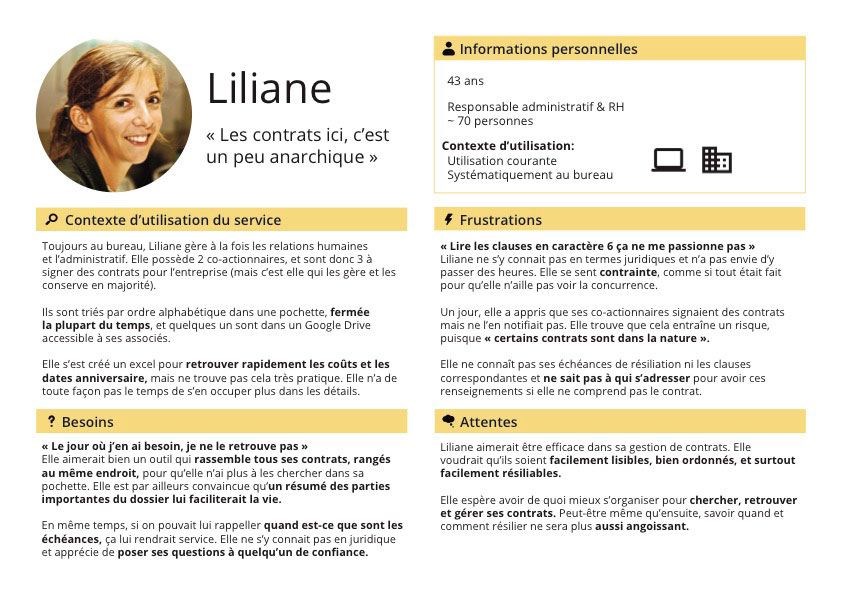 Liliane
« Les contrats ici, c’est
un peu anarchique »
Informations personnelles
43 ans
Responsable administratif & RH
~ 70 personnes
Contexte d’utilisation:
Utilisation courante
Systématiquement au bureau
Contexte d’utilisation du service
Toujours au bureau, Liliane gère à la fois les relations humaines
et l’administratif. Elle possède 2 co-actionnaires, et sont donc 3 à
signer des contrats pour l’entreprise (mais c’est elle qui les gère et les
conserve en majorité).
Ils sont triés par ordre alphabétique dans une pochette, fermée
la plupart du temps, et quelques un sont dans un Google Drive
accessible à ses associés.
Elle s’est créé un excel pour retrouver rapidement les coûts et les
dates anniversaire, mais ne trouve pas cela très pratique. Elle n’a de
toute façon pas le temps de s’en occuper plus dans les détails.
Frustrations
« Lire les clauses en caractère 6 ça ne me passionne pas »
Liliane ne s’y connait pas en termes juridiques et n’a pas envie d’y
passer des heures. Elle se sent contrainte, comme si tout était fait
pour qu’elle n’aille pas voir la concurrence.
Un jour, elle a appris que ses co-actionnaires signaient des contrats
mais ne l’en notifiait pas. Elle trouve que cela entraîne un risque,
puisque « certains contrats sont dans la nature ».
Elle ne connaît pas ses échéances de résiliation ni les clauses
correspondantes et ne sait pas à qui s’adresser pour avoir ces
renseignements si elle ne comprend pas le contrat.
Besoins
« Le jour où j’en ai besoin, je ne le retrouve pas »
Elle aimerait bien un outil qui rassemble tous ses contrats, rangés
au même endroit, pour qu’elle n’ai plus à les chercher dans sa
pochette. Elle est par ailleurs convaincue qu’un résumé des parties
importantes du dossier lui faciliterait la vie.
En même temps, si on pouvait lui rappeller quand est-ce que sont les
échéances, ça lui rendrait service. Elle ne s’y connait pas en juridique
et apprécie de poser ses questions à quelqu’un de confiance.
Attentes
Liliane aimerait être efficace dans sa gestion de contrats. Elle
voudrait qu’ils soient facilement lisibles, bien ordonnés, et surtout
facilement résiliables.
Elle espère avoir de quoi mieux s’organiser pour chercher, retrouver
et gérer ses contrats. Peut-être même qu’ensuite, savoir quand et
comment résilier ne sera plus aussi angoissant.